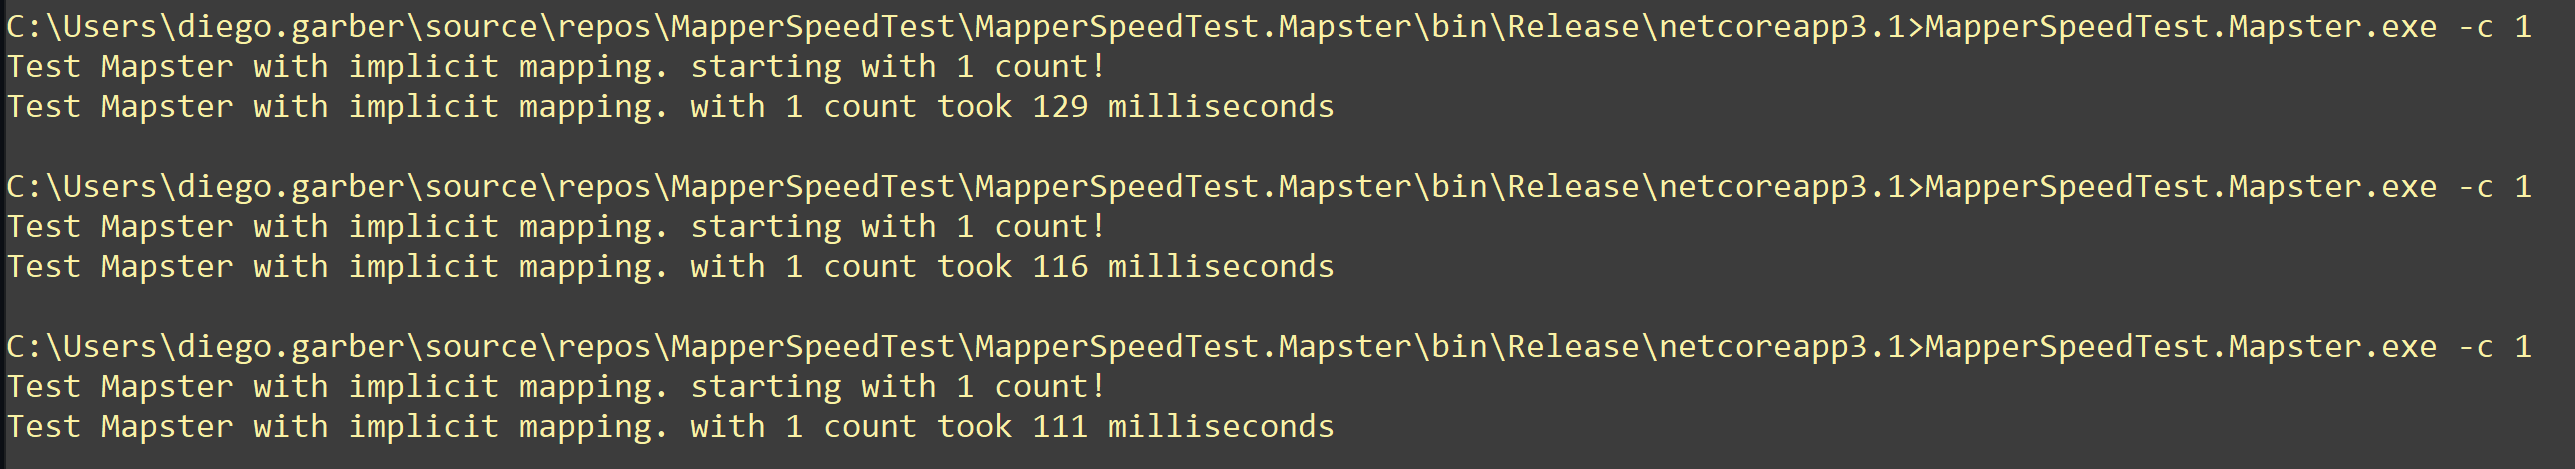 C:\Users\diego.garber\source\repos\MapperSpeedTest\MapperSpeedTest.Mapster\bin\Release\netcoreapp3.1>MapperSpeedTest.Mapster.exe -c 1
Test Mapster with implicit mapping. starting with 1 count!
Test Mapster with implicit mapping. with 1 count took 129 milliseconds
C:\Users\diego.garber\source\repos\MapperSpeedTest\MapperSpeedTest.Mapster\bin\Release\netcoreapp3.1>MapperSpeedTest.Mapster.exe -c 1
Test Mapster with implicit mapping. starting with 1 count!
Test Mapster with implicit mapping. with 1 count took 116 milliseconds
C:\Users\diego.garber\source\repos\MapperSpeedTest\MapperSpeedTest.Mapster\bin\Release\netcoreapp3.1>MapperSpeedTest.Mapster.exe -c 1
Test Mapster with implicit mapping. starting with 1 count!
Test Mapster with implicit mapping. with 1 count took 111 milliseconds